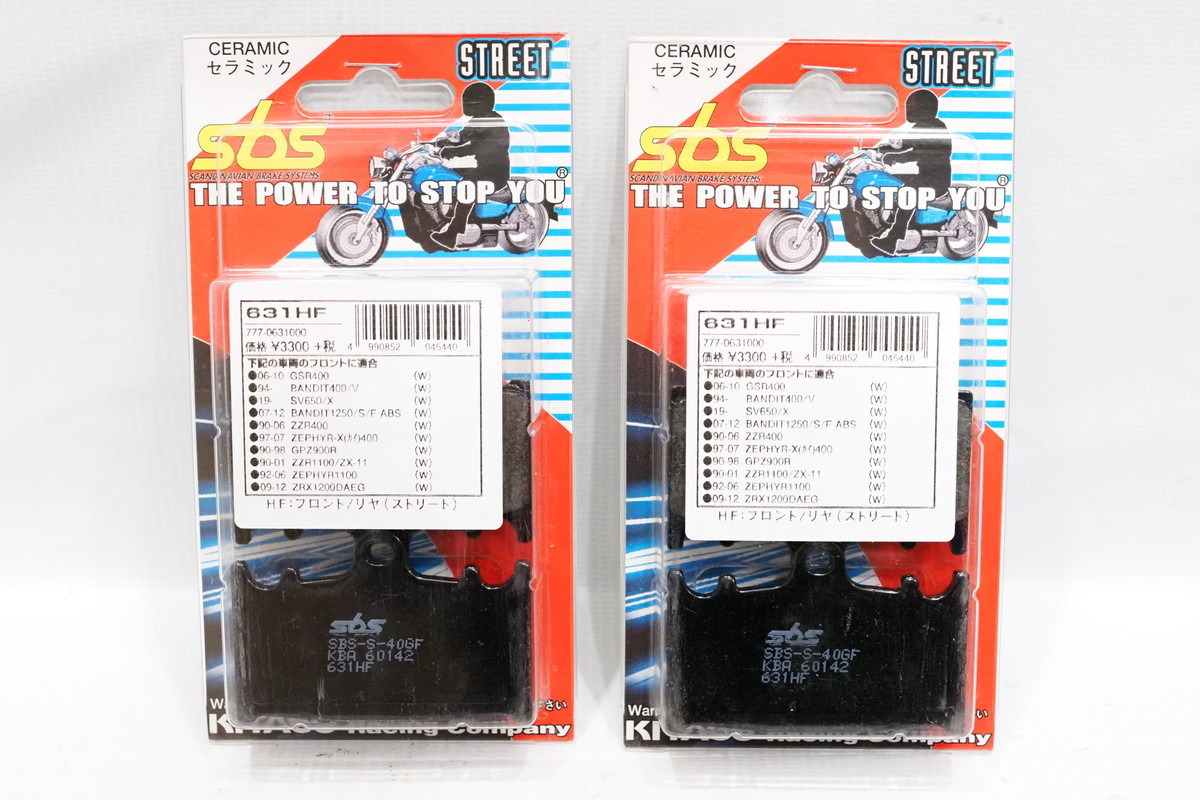 CERAMIC
セラミック
STREET
sbs
SCANDINAVIAN BRAKE SYSTEMS
THE POWER TO STOP YOU®
631HF
777-0631000
価格 ¥3300 +税
4 990852 045440
下記の車両のフロントに適合
●06-10 GSR400 (W)
●94- BANDIT400/V (W)
●19- SV650/X (W)
●07-12 BANDIT1250/S/F ABS (W)
●90-06 ZZR400 (W)
●97-07 ZEPHYR-X(カイ)400 (W)
●90-98 GPZ900R (W)
●90-01 ZZR1100/ZX-11 (W)
●92-06 ZEPHYR1100 (W)
●09-12 ZRX1200DAEG (W)
HF:フロント/リヤ(ストリート)
sbs
SBS-S-40GF
KBA 60142
631HF
Racing Company
CERAMIC
セラミック
STREET
sbs
SCANDINAVIAN BRAKE SYSTEMS
THE POWER TO STOP YOU®
631HF
777-0631000
価格 ¥3300 +税
4 990852 045440
下記の車両のフロントに適合
●06-10 GSR400 (W)
●94- BANDIT400/V (W)
●19- SV650/X (W)
●07-12 BANDIT1250/S/F ABS (W)
●90-06 ZZR400 (W)
●97-07 ZEPHYR-X(カイ)400 (W)
●90-98 GPZ900R (W)
●90-01 ZZR1100/ZX-11 (W)
●92-06 ZEPHYR1100 (W)
●09-12 ZRX1200DAEG (W)
HF:フロント/リヤ(ストリート)
sbs
SBS-S-40GF
KBA 60142
631HF
Racing Company